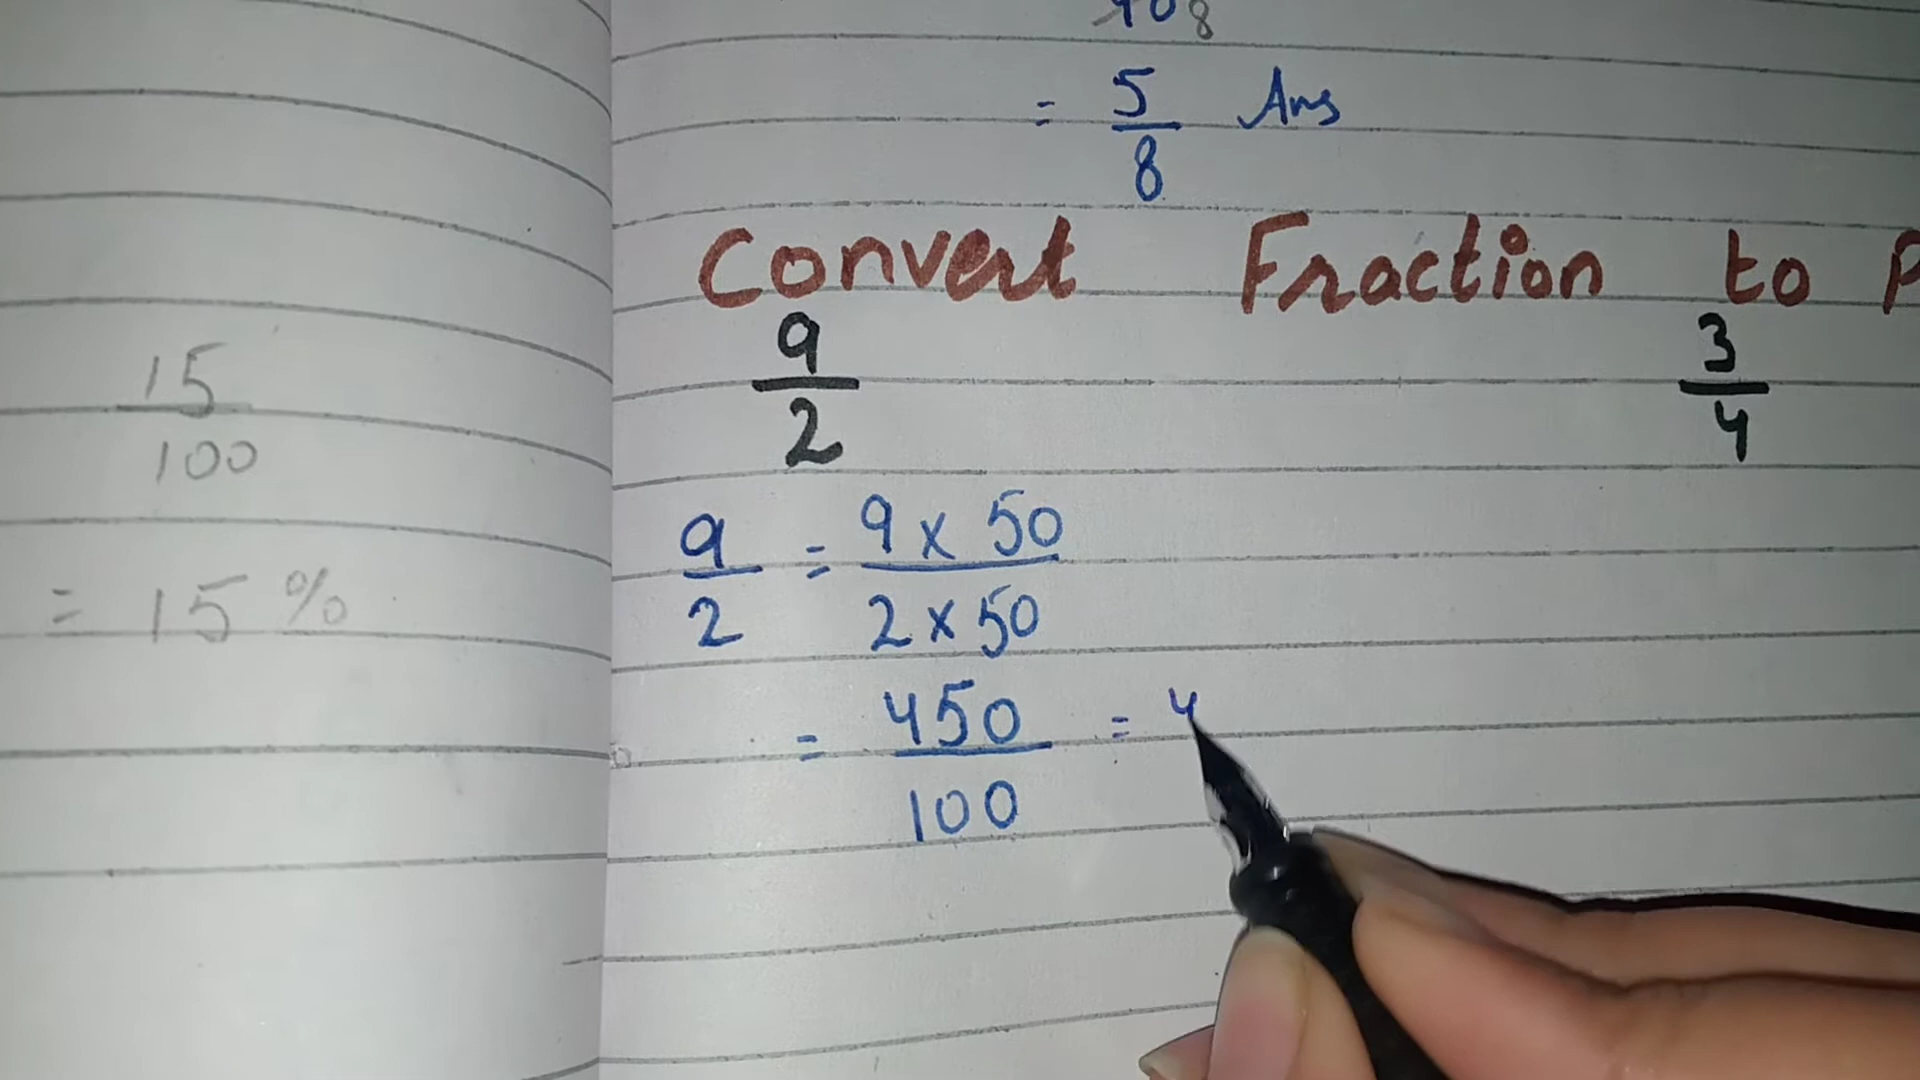 15
100
= 15 %
8
= 5 Ans
8
Convert Fraction to P
9 3
2 4
9 = 9 x 50
2 2 x 50
= 450 = 4
100